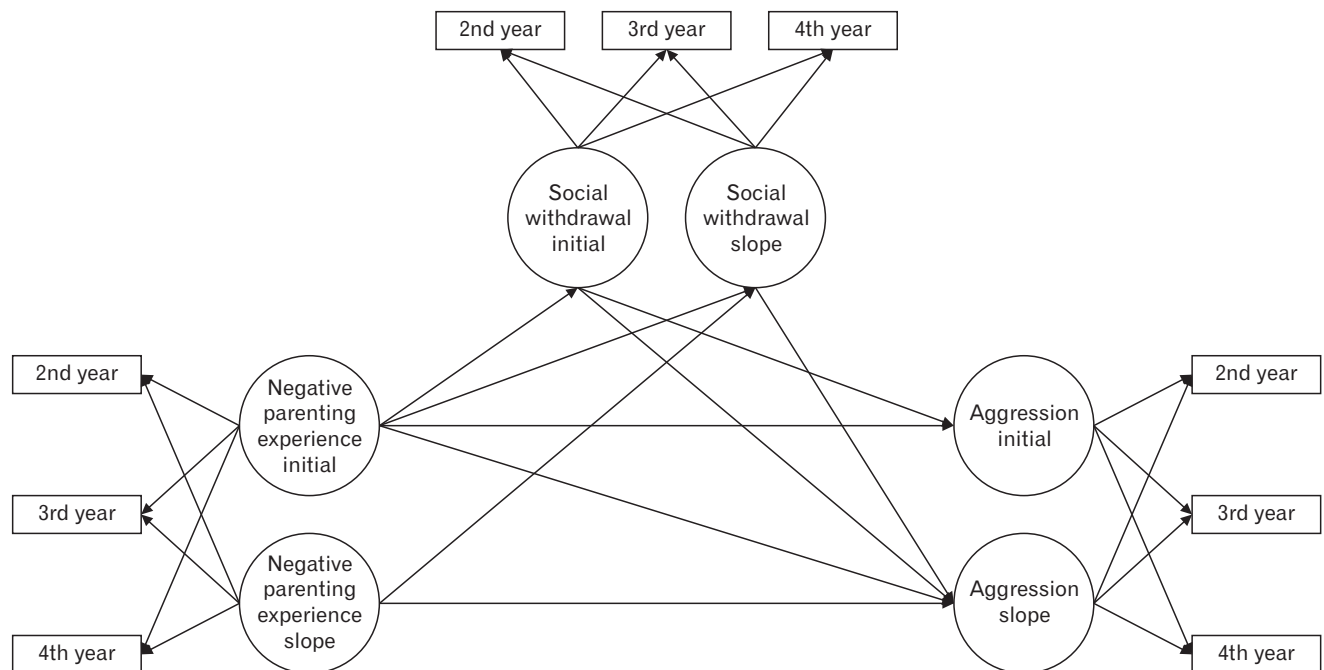 2nd year
3rd year
4th year
Social
withdrawal
initial
Social
withdrawal
slope
2nd year
3rd year
4th year
Negative
parenting
experience
initial
Negative
parenting
experience
slope
Aggression
initial
Aggression
slope
2nd year
3rd year
4th year